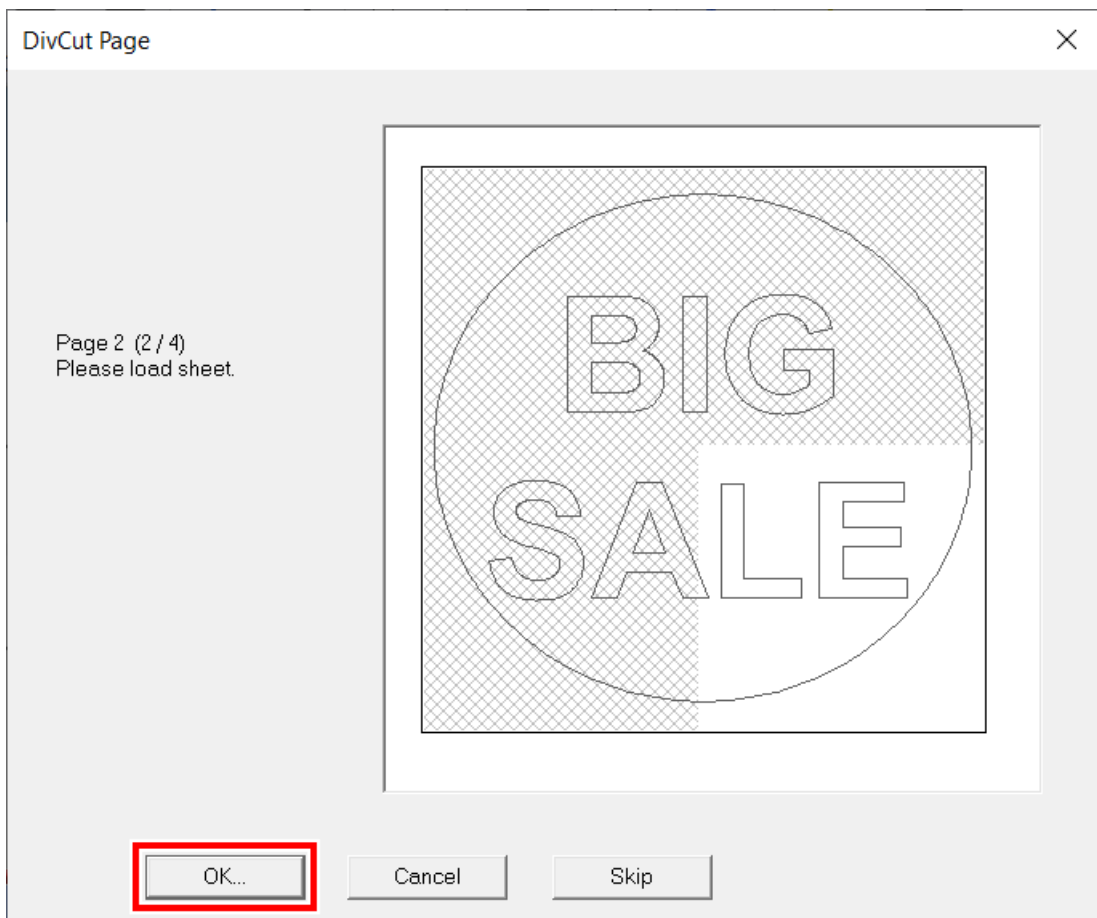 DivCut Page
Page 2 (2 / 4)
Please load sheet.
BIG
SALE
OK...
Cancel
Skip